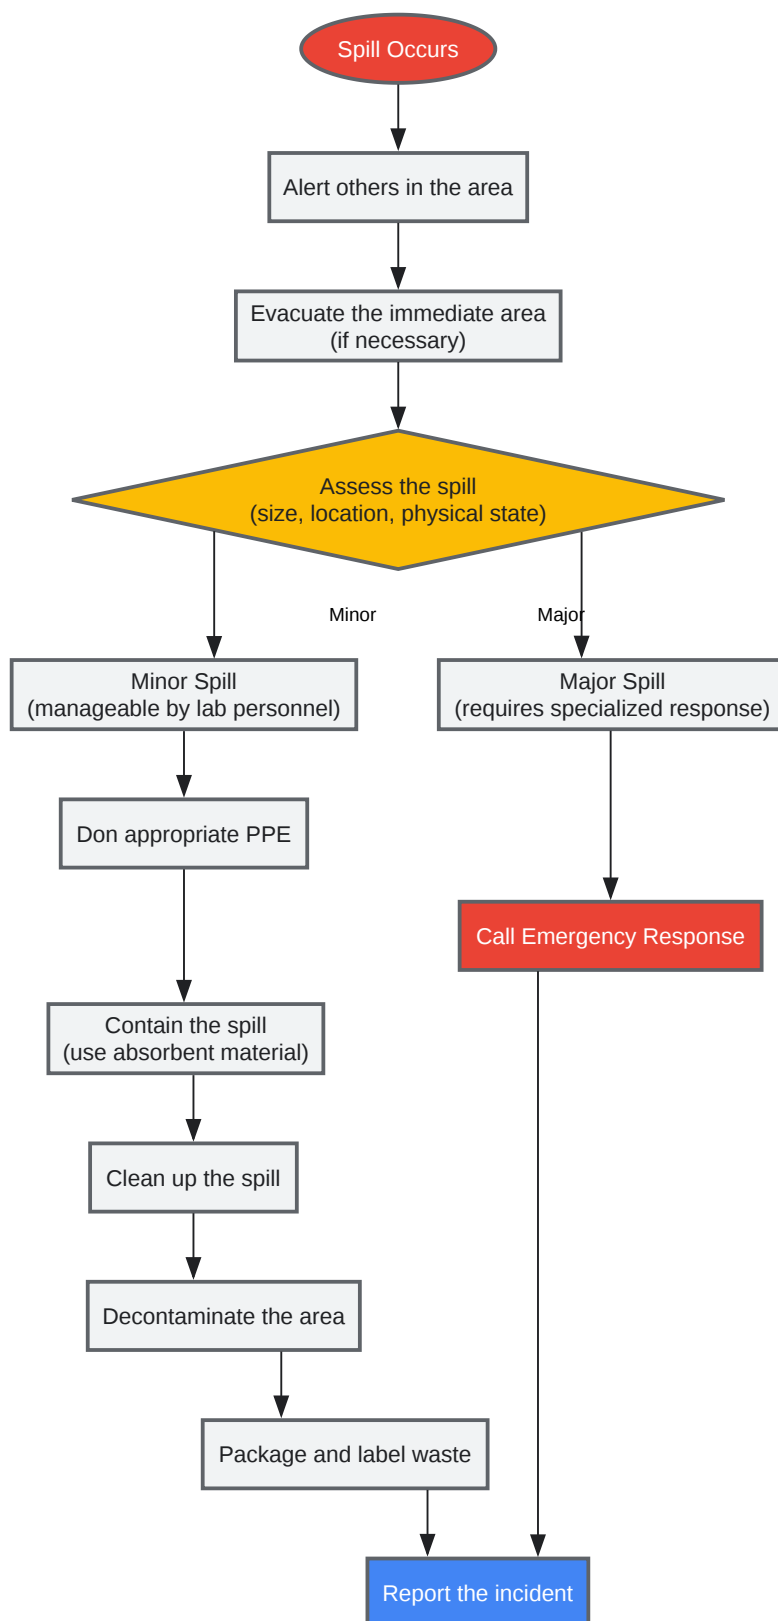 Spill Occurs
Alert others in the area
Evacuate the immediate area
(if necessary)
Assess the spill
(size, location, physical state)
Minor
Major
Minor Spill
(manageable by lab personnel)
Major Spill
(requires specialized response)
Don appropriate PPE
Call Emergency Response
Contain the spill
(use absorbent material)
Clean up the spill
Decontaminate the area
Package and label waste
Report the incident